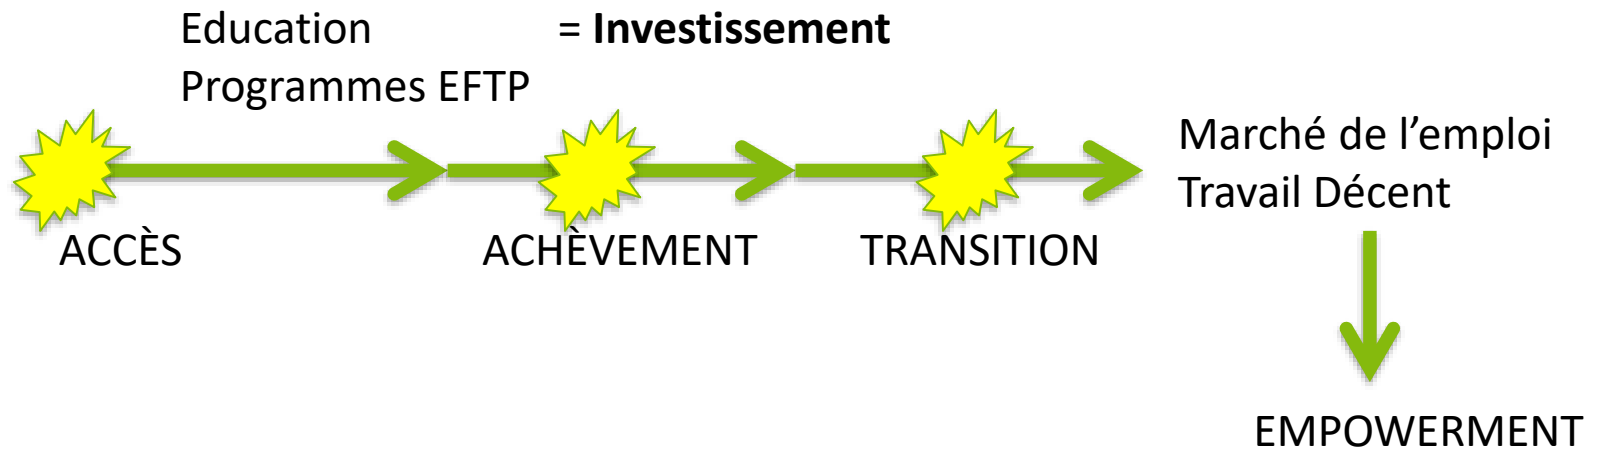 Education = Investissement
Programmes EFTP
Marché de l’emploi
Travail Décent
ACCÈS ACHÈVEMENT TRANSITION
EMPOWERMENT